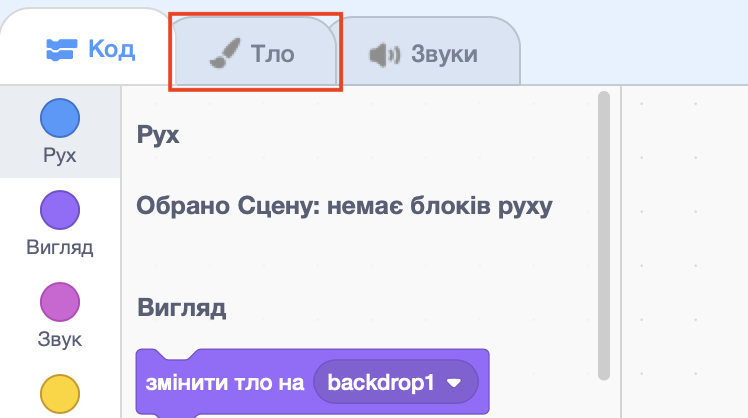 Код
Тло
Звуки
Рух
Рух
Обрано Сцену: немає блоків руху
Вигляд
Вигляд
Звук
змінити тло на backdrop1